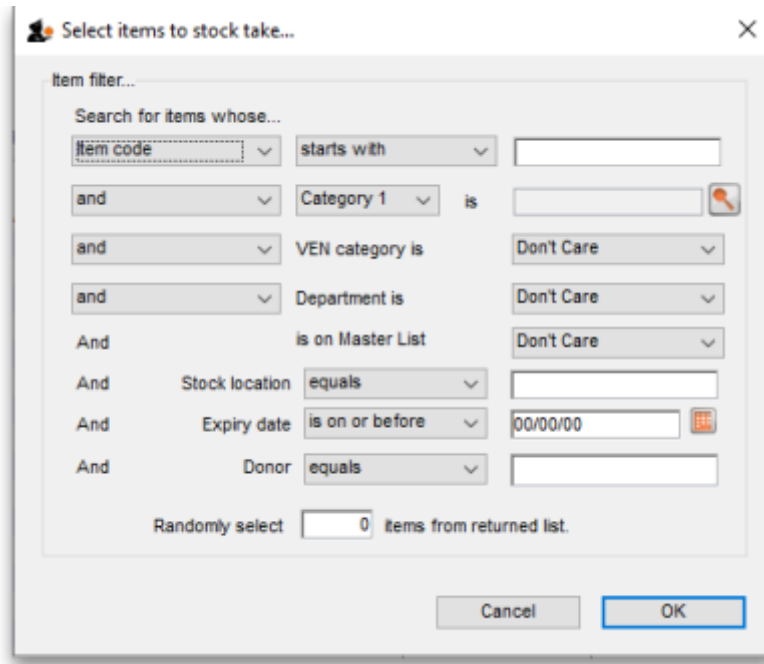 Select items to stock take...
Item filter...
Search for items whose...
Item code starts with
and Category 1 is
and VEN category is Don't Care
and Department is Don't Care
And is on Master List Don't Care
And Stock location equals
And Expiry date is on or before 00/00/00
And Donor equals
Randomly select 0 items from returned list.
Cancel OK